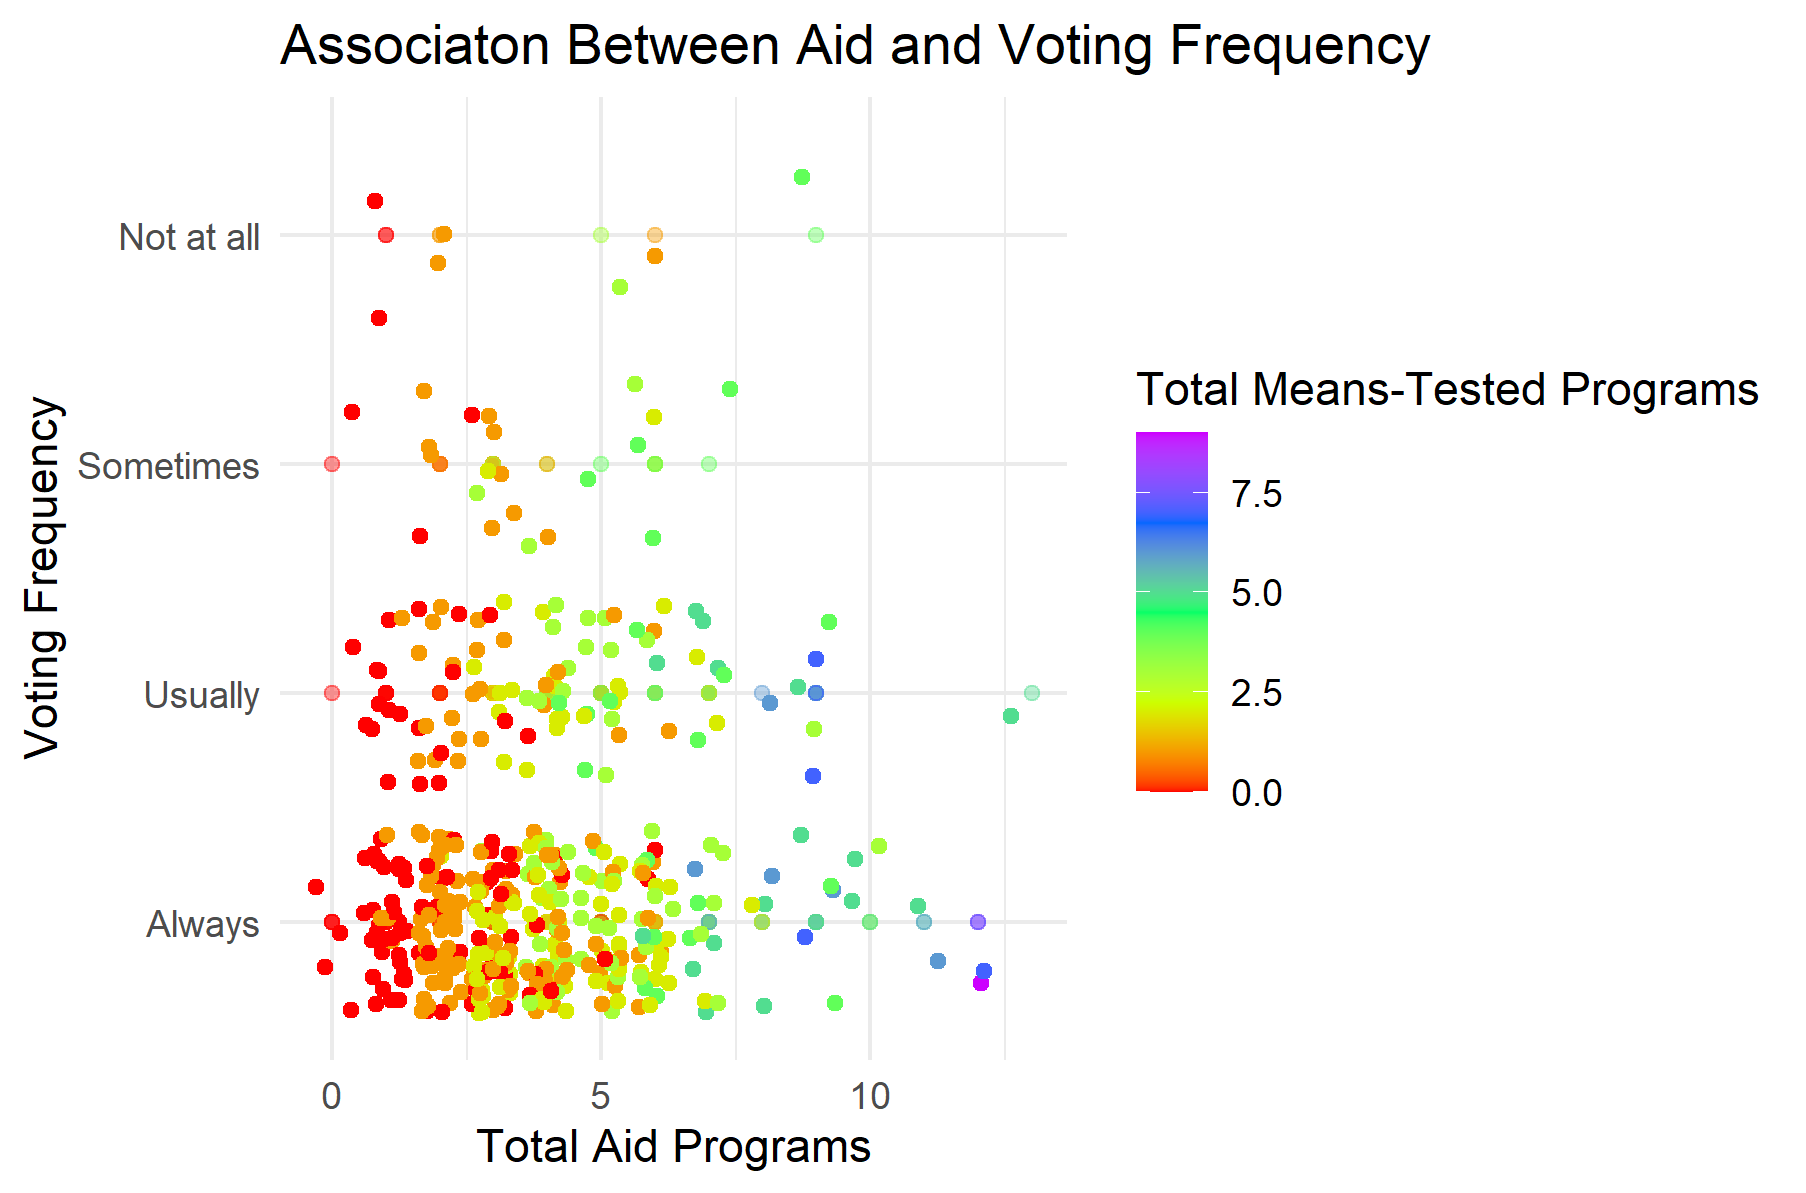 Associaton Between Aid and Voting Frequency
Not at all
Sometimes
Usually
Always
Voting Frequency
0
5
10
Total Aid Programs
Total Means-Tested Programs
7.5
5.0
2.5
0.0